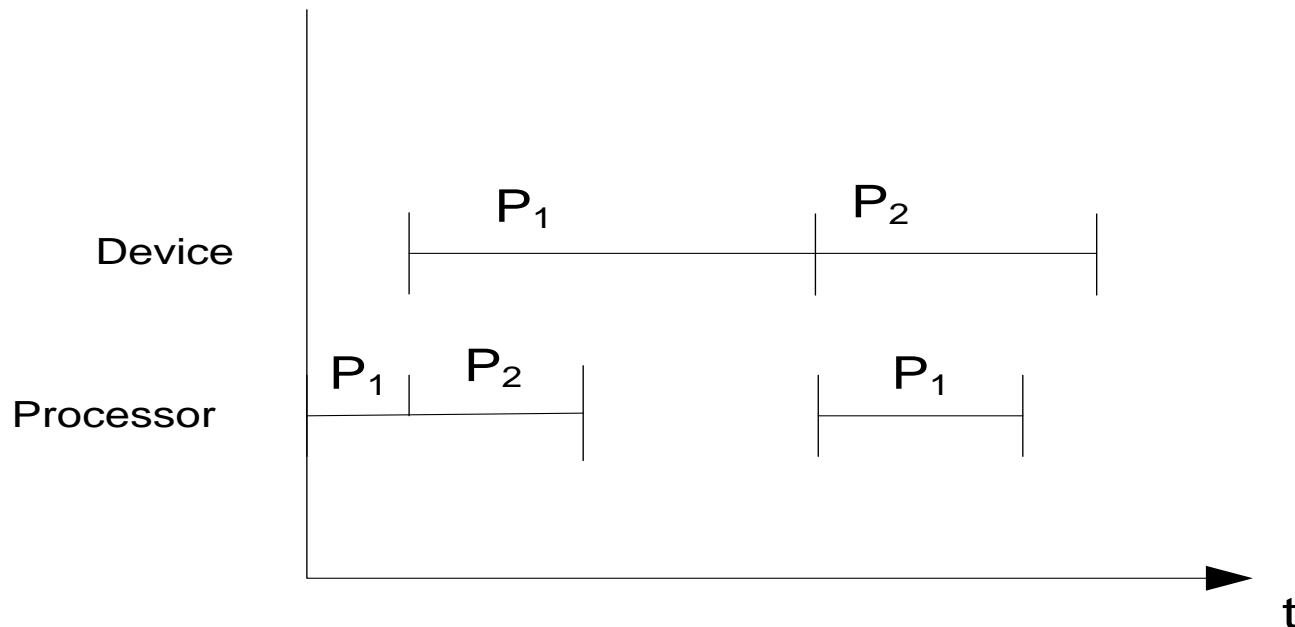 P₁
P₂
Device
P₁
P₂
P₁
Processor
t